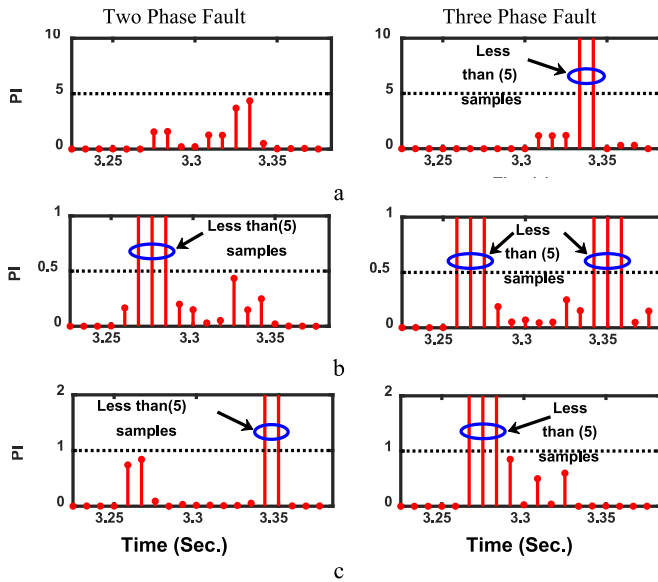 Two Phase Fault
Three Phase Fault
10
5
0
PI
3.25
3.3
3.35
10
5
0
Less
than (5)
samples
3.3
3.35
a
1
0.5
0
PI
Less than(5)
samples
3.25
3.3
3.35
1
0.5
0
Less
than (5)
samples
3.25
3.3
3.35
b
2
1
0
PI
Less than(5)
samples
3.25
3.3
3.35
Time (Sec.)
2
1
0
Less
than (5)
samples
3.25
3.3
3.35
Time (Sec.)
c